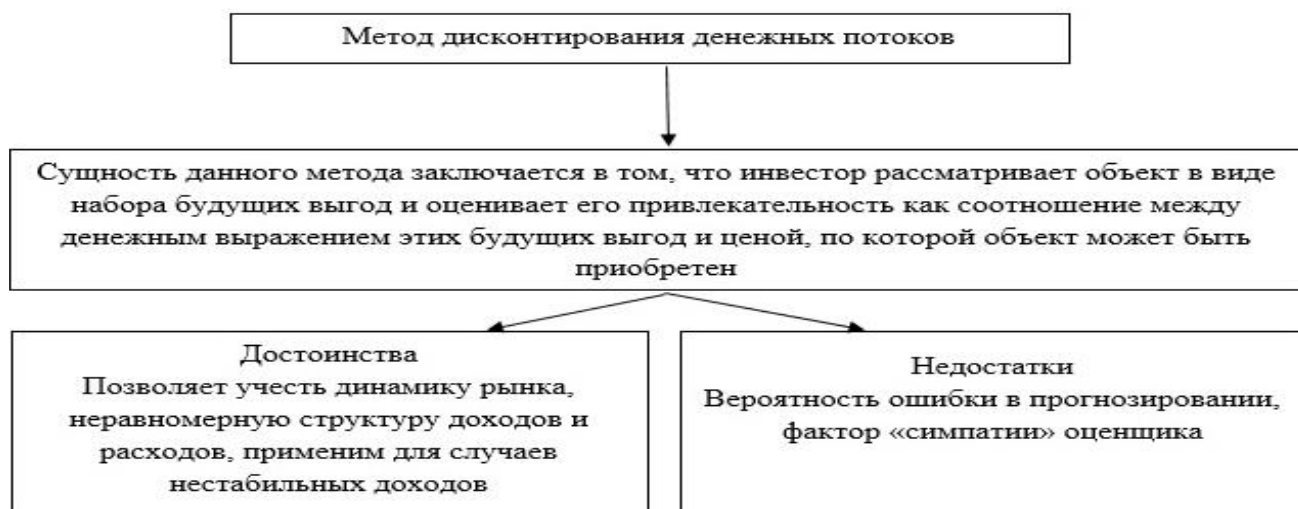 Метод дисконтирования денежных потоков
Сущность данного метода заключается в том, что инвестор рассматривает объект в виде
набора будущих выгод и оценивает его привлекательность как соотношение между
денежным выражением этих будущих выгод и ценой, по которой объект может быть
приобретен
Достоинства
Позволяет учесть динамику рынка,
неравномерную структуру доходов и
расходов, применим для случаев
нестабильных доходов
Недостатки
Вероятность ошибки в прогнозировании,
фактор «симпатии» оценщика